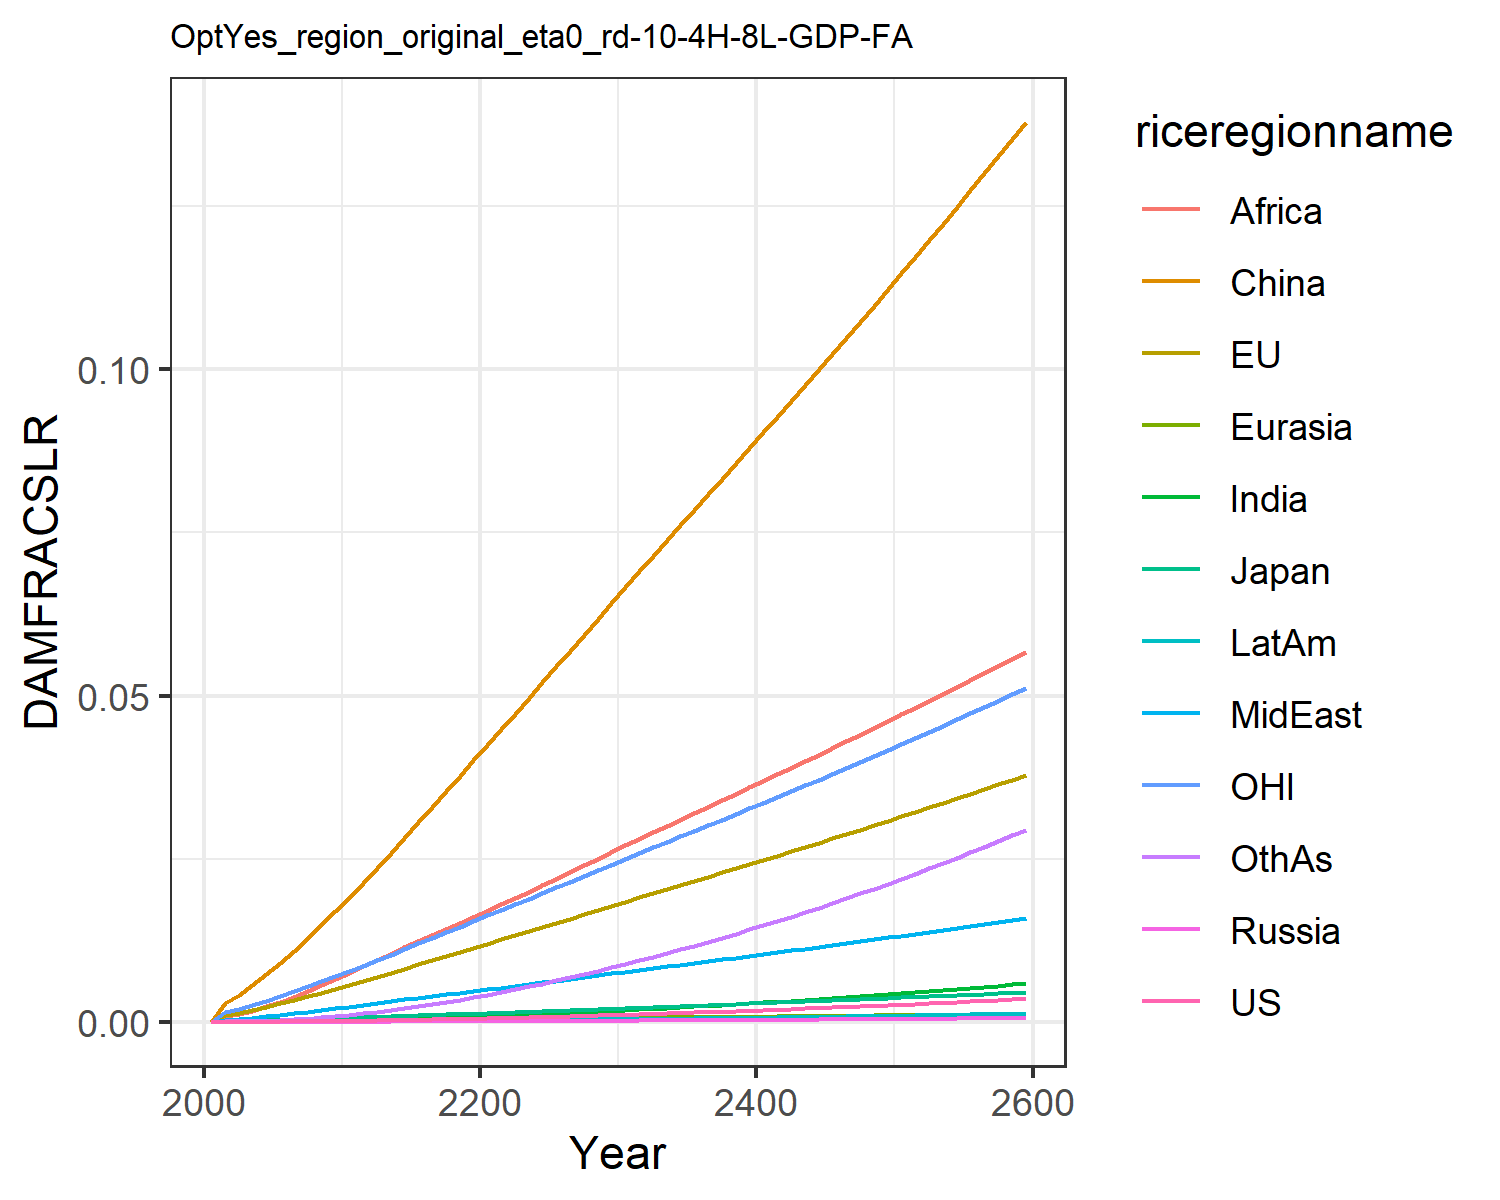 OptYes_region_original_eta0_rd-10-4H-8L-GDP-FA
DAMFRACSLR
0.10
0.05
0.00
2000 2200 2400 2600
Year
riceregionname
Africa
China
EU
Eurasia
India
Japan
LatAm
MidEast
OHI
OthAs
Russia
US